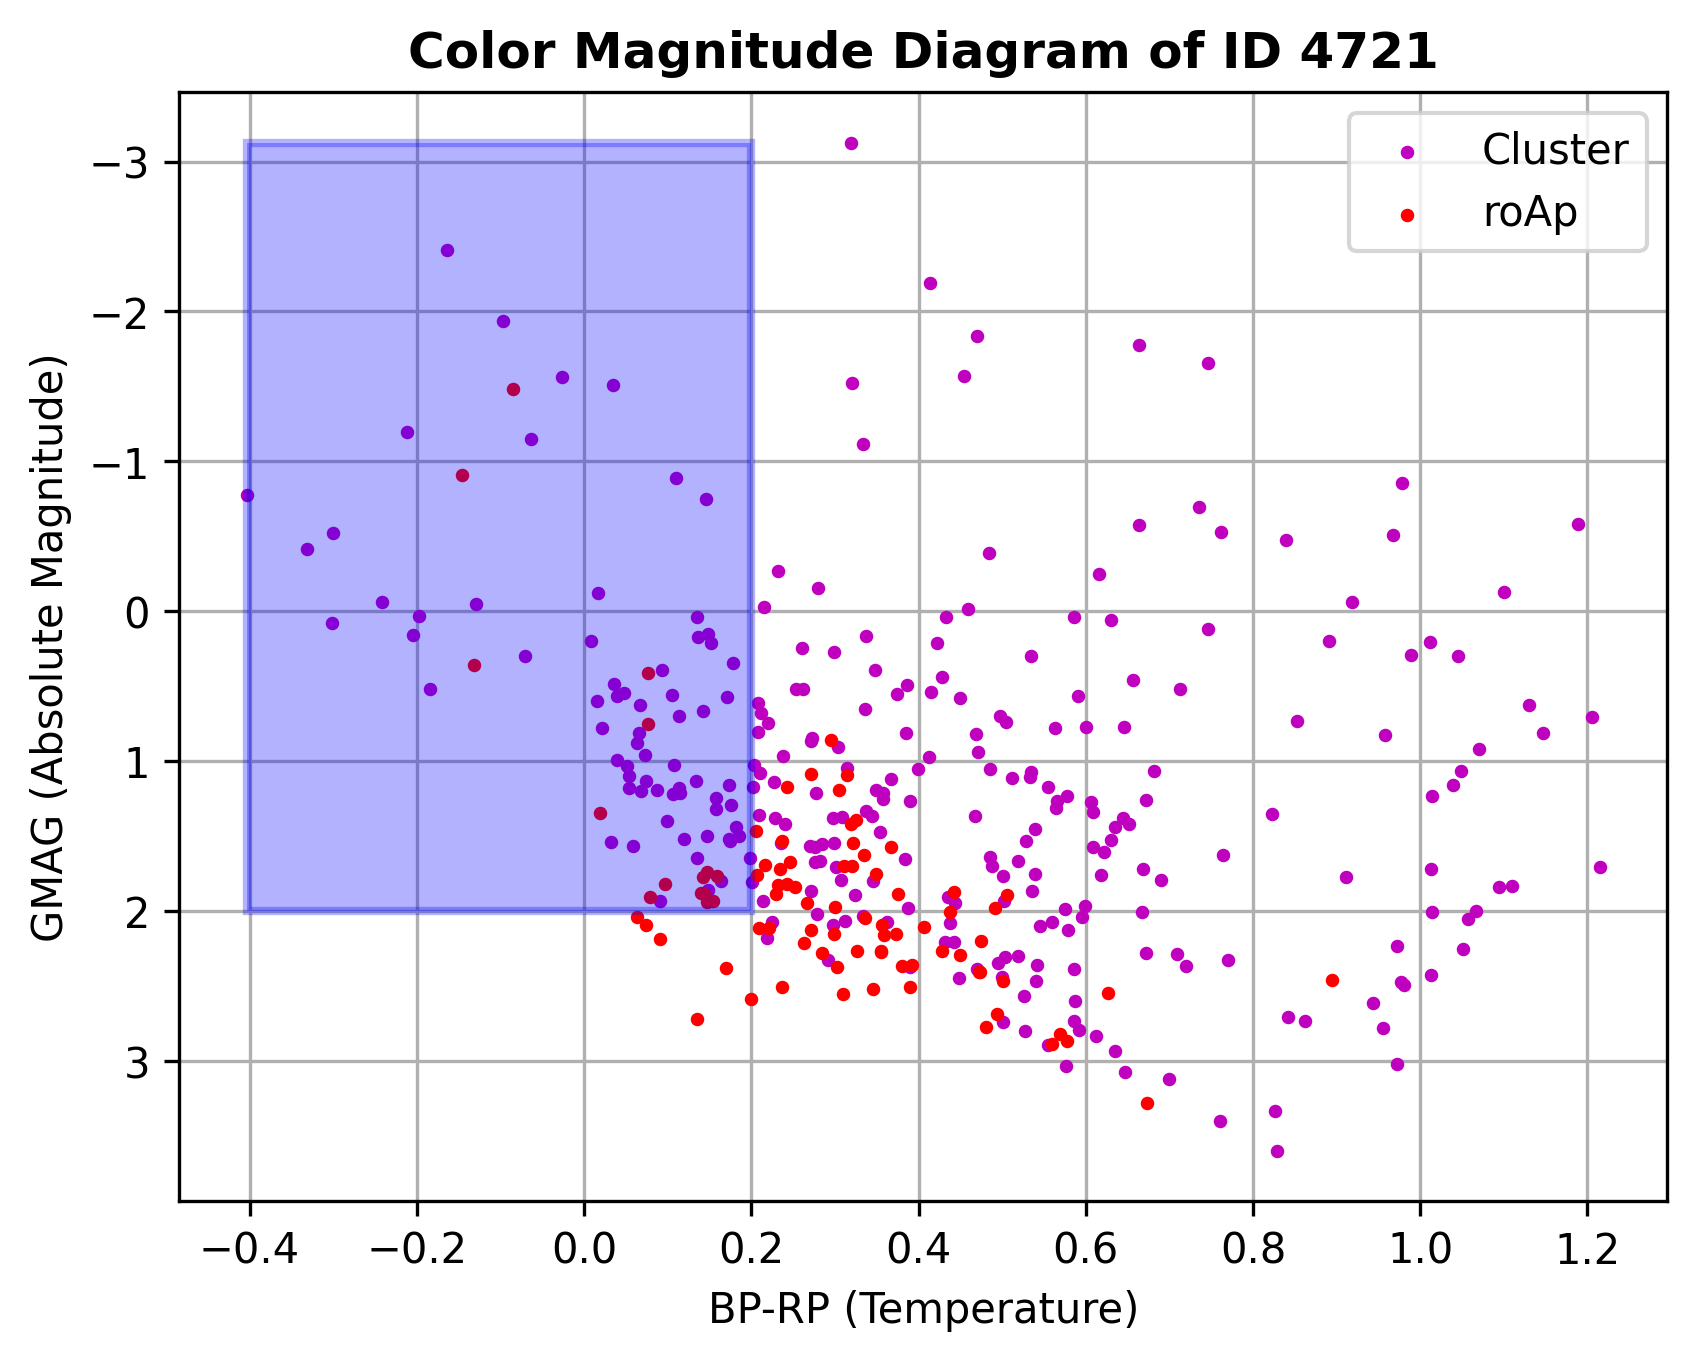 Color Magnitude Diagram of ID 4721
Cluster
roAp
−3
−2
−1
0
1
2
3
GMAG (Absolute Magnitude)
−0.4 −0.2 0.0 0.2 0.4 0.6 0.8 1.0 1.2
BP-RP (Temperature)